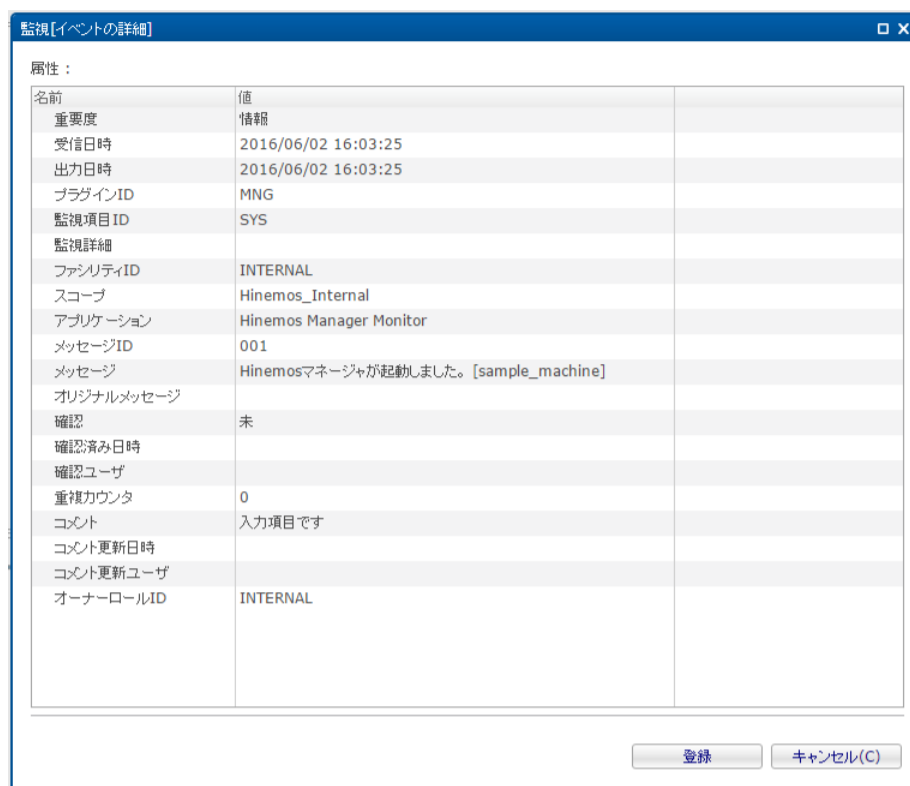 監視[イベントの詳細]
属性：
名前 値
重要度 情報
受信日時 2016/06/02 16:03:25
出力日時 2016/06/02 16:03:25
プラグインID MNG
監視項目ID SYS
監視詳細
ファシリティID INTERNAL
スコープ Hinemos_Internal
アプリケーション Hinemos Manager Monitor
メッセージID 001
メッセージ Hinemosマネージャが起動しました。[sample_machine]
オリジナルメッセージ
確認 未
確認済み日時
確認ユーザ
重複カウンタ 0
コメント 入力項目です
コメント更新日時
コメント更新ユーザ
オーナーロールID INTERNAL
登録 キャンセル(C)